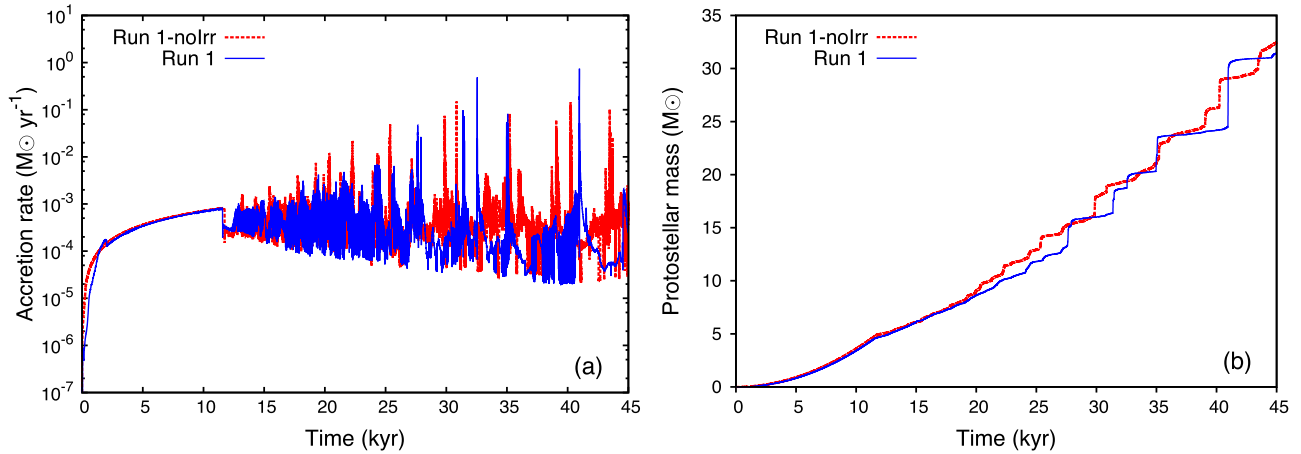 Accretion rate (M☉ yr⁻¹)
10¹
10⁰
10⁻¹
10⁻²
10⁻³
10⁻⁴
10⁻⁵
10⁻⁶
10⁻⁷
Run 1-noIrr
Run 1
(a)
0 5 10 15 20 25 30 35 40 45
Time (kyr)
Protostellar mass (M☉)
35
30
25
20
15
10
5
0
Run 1-noIrr
Run 1
(b)
0 5 10 15 20 25 30 35 40 45
Time (kyr)